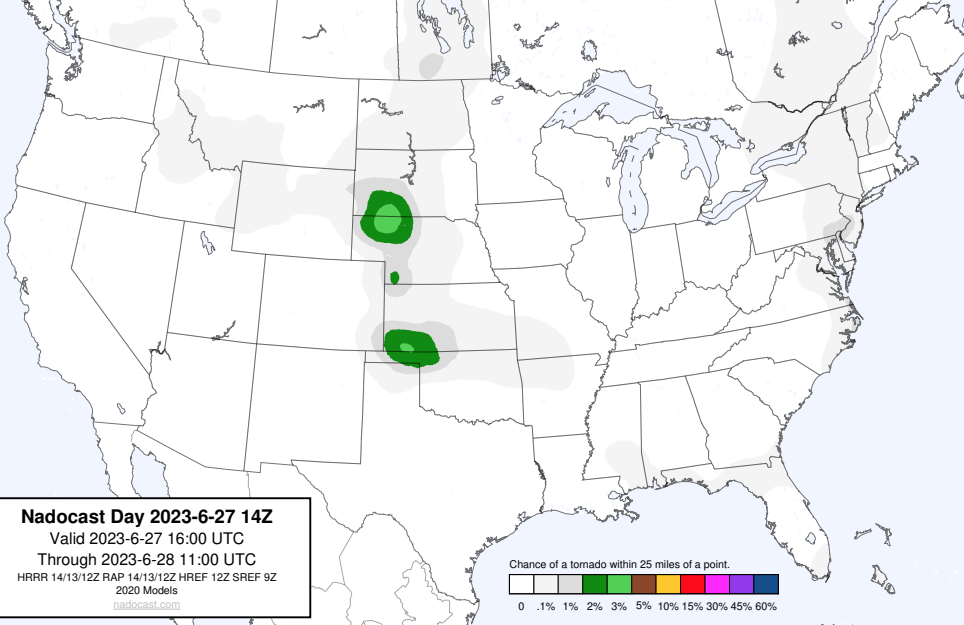 Nadocast Day 2023-6-27 14Z
Valid 2023-6-27 16:00 UTC
Through 2023-6-28 11:00 UTC
HRRR 14/13/12Z RAP 14/13/12Z HREF 12Z SREF 9Z
2020 Models
nadocast.com
Chance of a tornado within 25 miles of a point.
0 .1% 1% 2% 3% 5% 10% 15% 30% 45% 60%